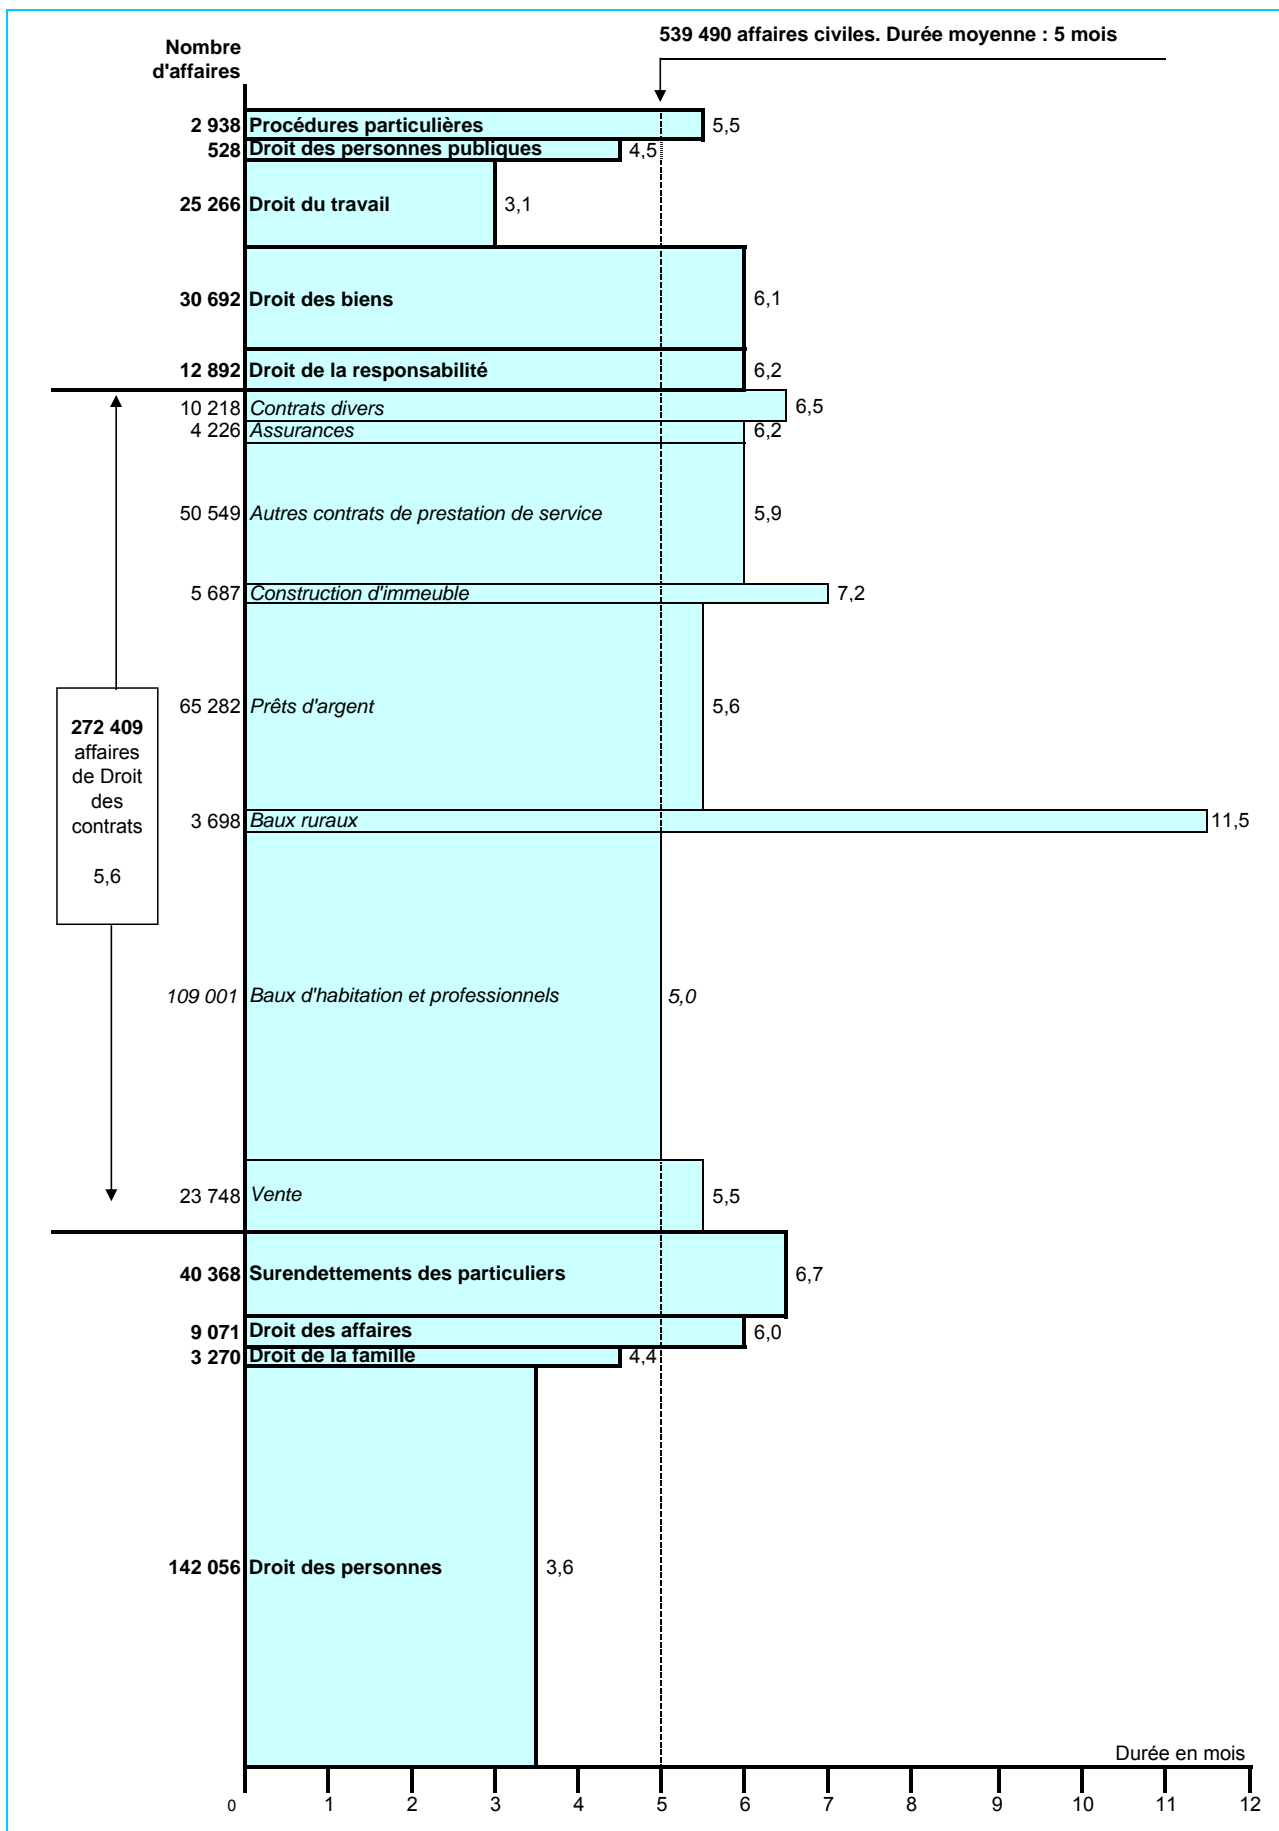 539 490 affaires civiles. Durée moyenne : 5 mois
Nombre
d'affaires
2 938 Procédures particulières 5,5
528 Droit des personnes publiques 4,5
25 266 Droit du travail 3,1
30 692 Droit des biens 6,1
12 892 Droit de la responsabilité 6,2
10 218 Contrats divers 6,5
4 226 Assurances 6,2
50 549 Autres contrats de prestation de service 5,9
5 687 Construction d'immeuble 7,2
65 282 Prêts d'argent 5,6
272 409
affaires
de Droit
des
contrats
5,6
3 698 Baux ruraux 11,5
109 001 Baux d'habitation et professionnels 5,0
23 748 Vente 5,5
40 368 Surendettements des particuliers 6,7
9 071 Droit des affaires 6,0
3 270 Droit de la famille 4,4
142 056 Droit des personnes 3,6
Durée en mois
0 1 2 3 4 5 6 7 8 9 10 11 12